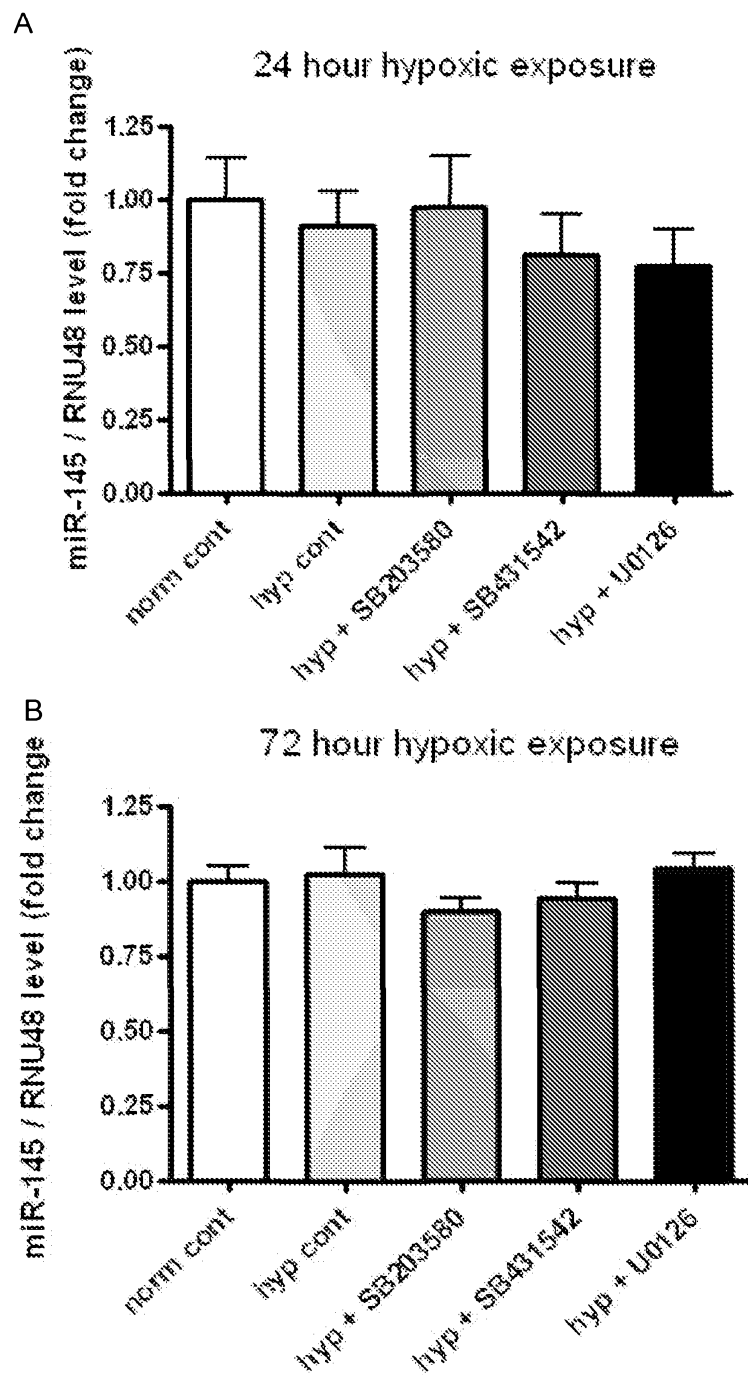 A
24 hour hypoxic exposure
miR-145 / RNU48 level (fold change)
1.25
1.00
0.75
0.50
0.25
0.00
norm cont
hyp cont
hyp + SB203580
hyp + SB431542
hyp + U0126
B
72 hour hypoxic exposure
miR-145 / RNU48 level (fold change
1.25
1.00
0.75
0.50
0.25
0.00
norm cont
hyp cont
hyp + SB203580
hyp + SB431542
hyp + U0126